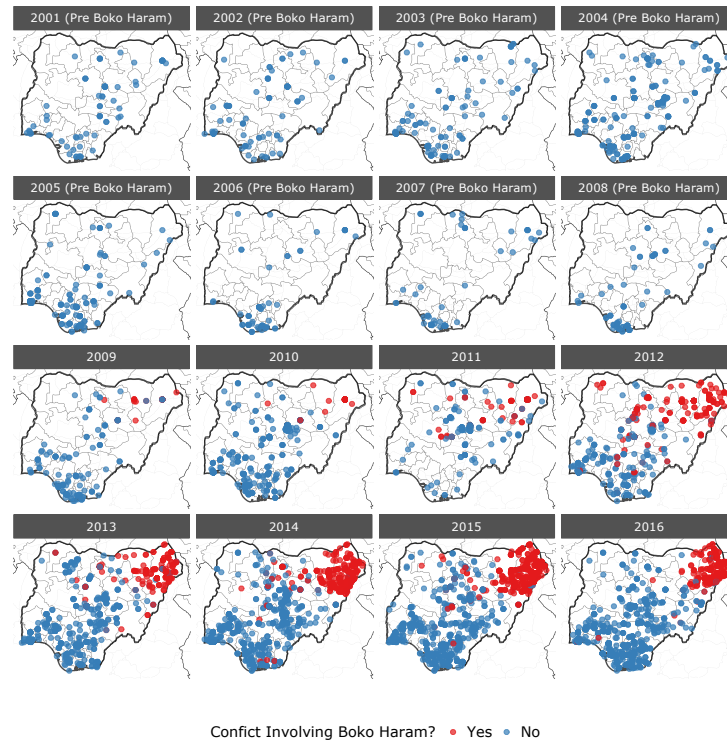 2001 (Pre Boko Haram) 2002 (Pre Boko Haram) 2003 (Pre Boko Haram) 2004 (Pre Boko Haram)
2005 (Pre Boko Haram) 2006 (Pre Boko Haram) 2007 (Pre Boko Haram) 2008 (Pre Boko Haram)
2009 2010 2011 2012
2013 2014 2015 2016
Confict Involving Boko Haram? Yes No